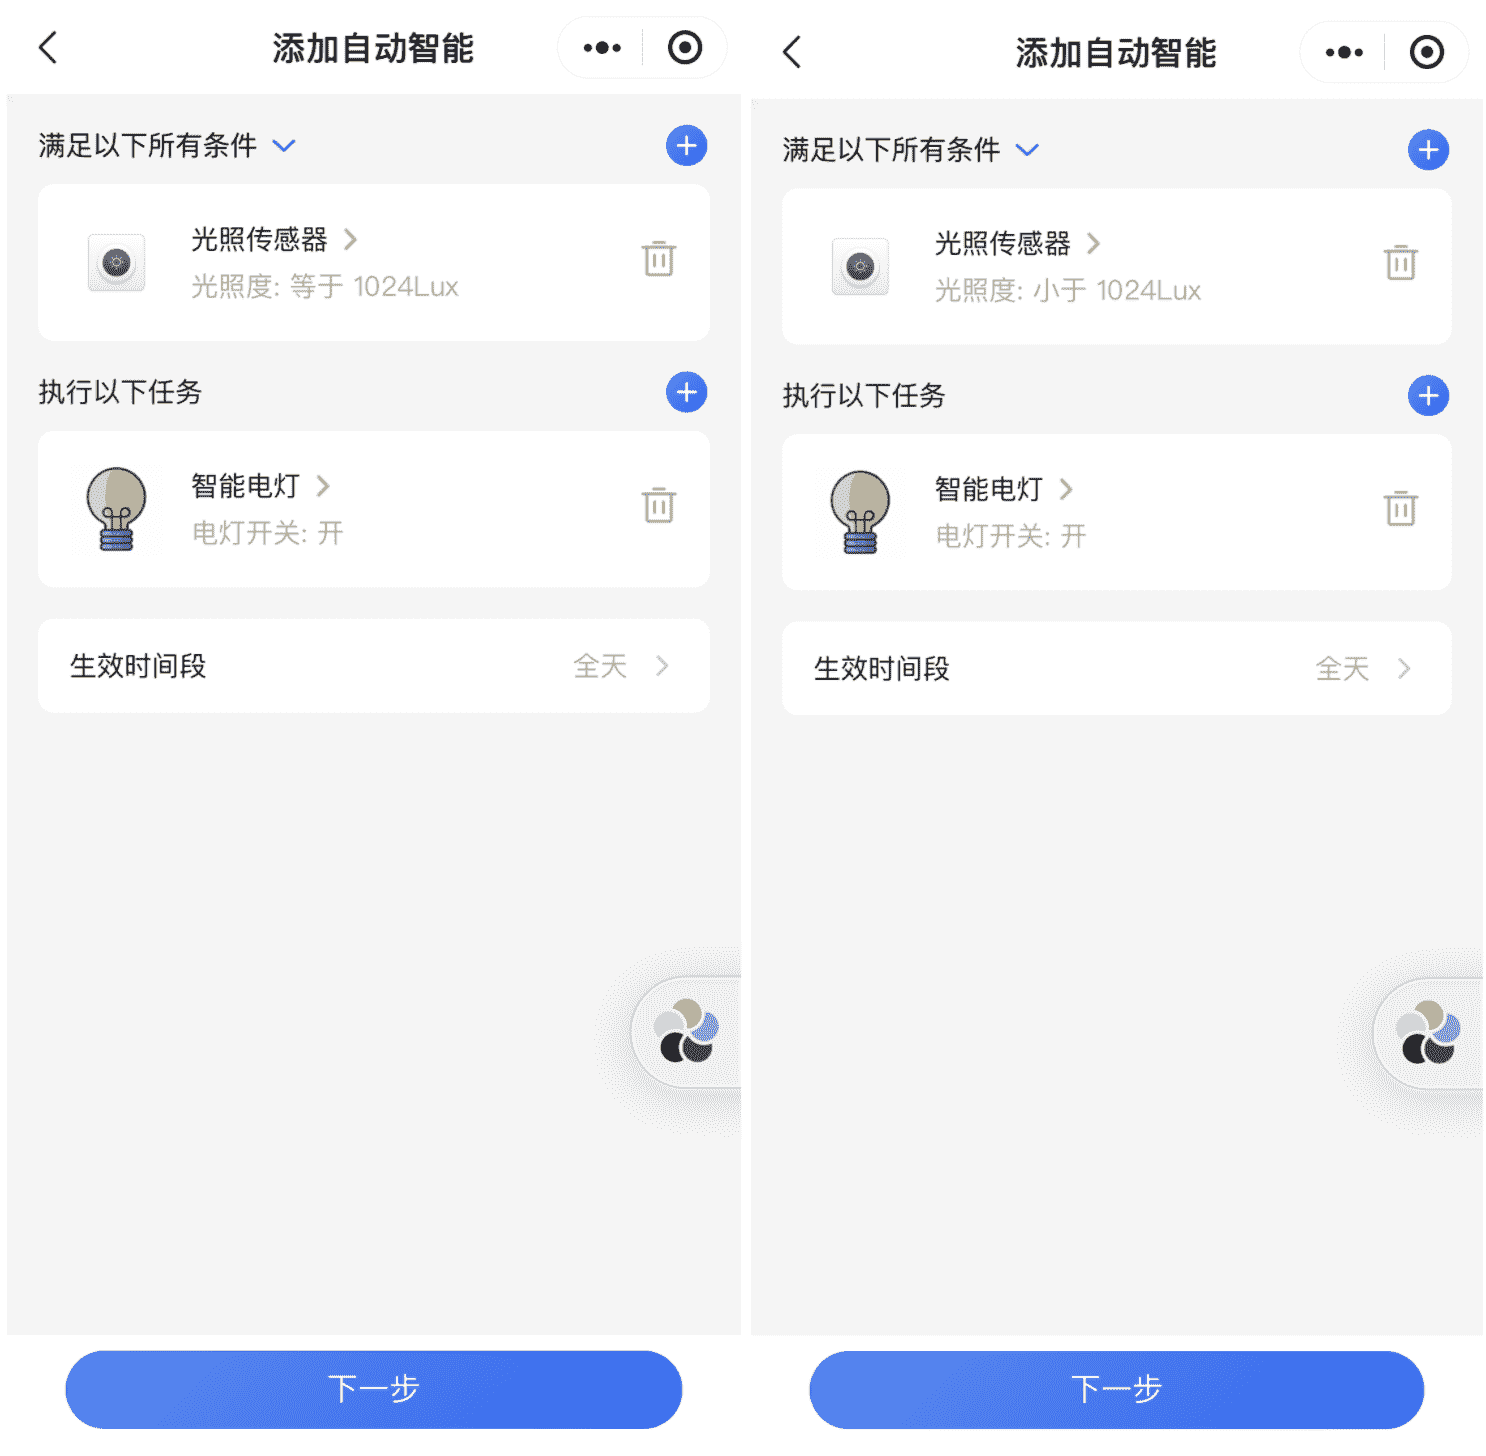 添加自动智能
满足以下所有条件
光照传感器
光照度: 等于 1024Lux
执行以下任务
智能电灯
电灯开关: 开
生效时间段 全天
下一步
添加自动智能
满足以下所有条件
光照传感器
光照度: 小于 1024Lux
执行以下任务
智能电灯
电灯开关: 开
生效时间段 全天
下一步